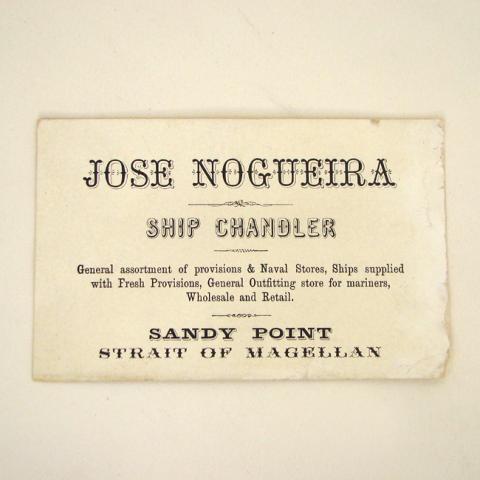 JOSE NOGUEIRA
SHIP CHANDLER
General assortment of provisions & Naval Stores, Ships supplied
with Fresh Provisions, General Outfitting store for mariners,
Wholesale and Retail.
SANDY POINT
STRAIT OF MAGELLAN